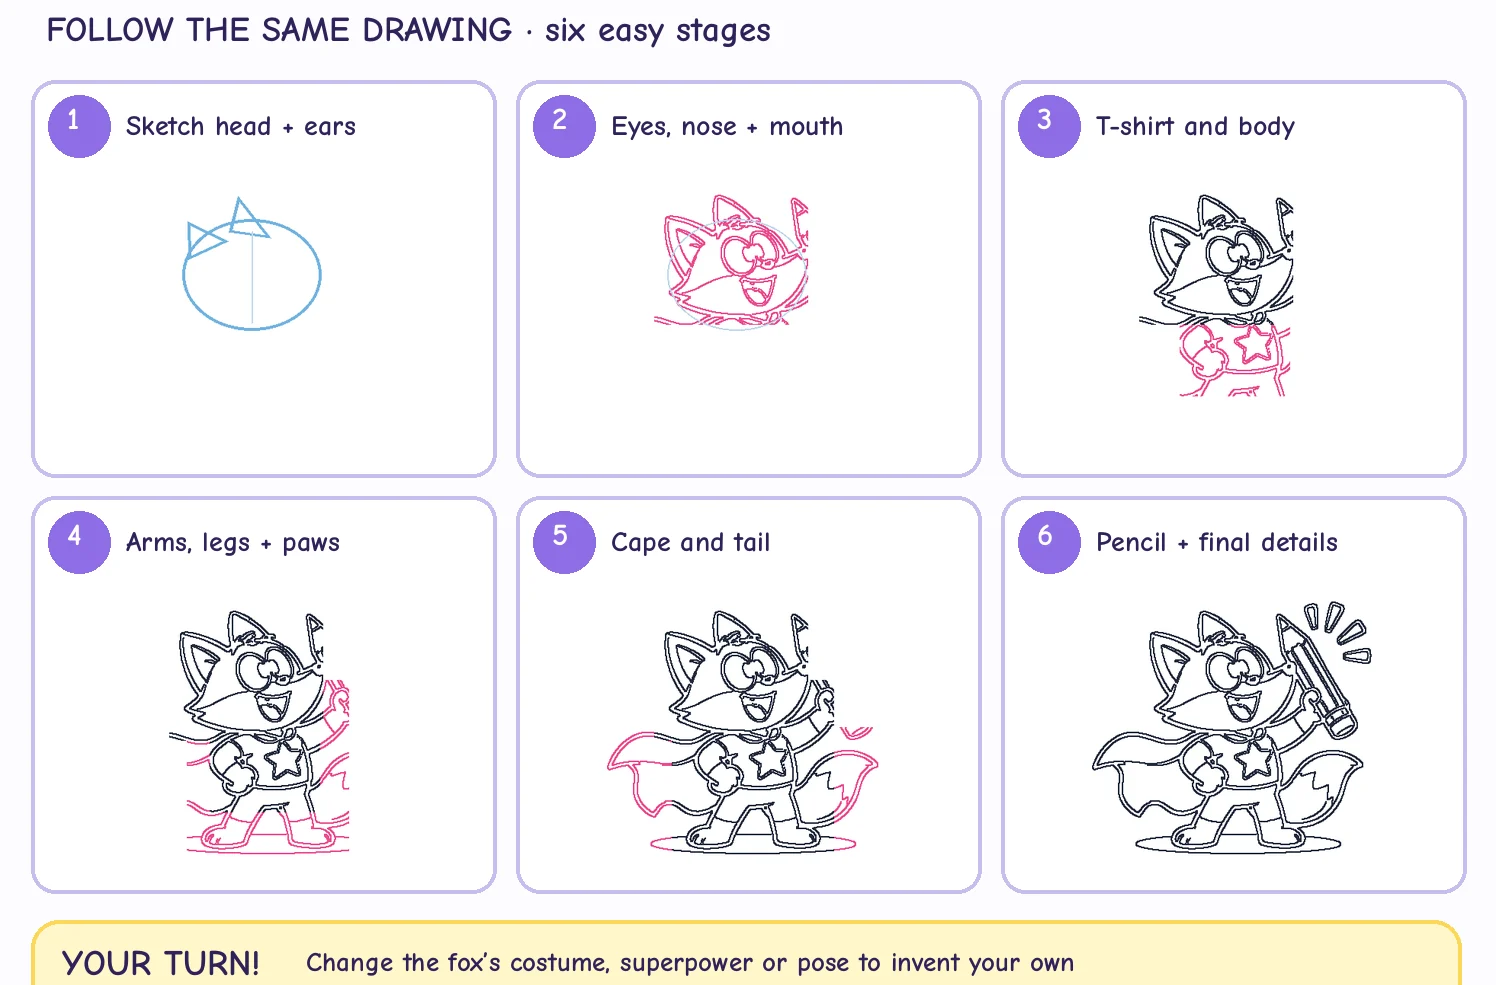 FOLLOW THE SAME DRAWING · six easy stages
1 Sketch head + ears
2 Eyes, nose + mouth
3 T-shirt and body
4 Arms, legs + paws
5 Cape and tail
6 Pencil + final details
YOUR TURN! Change the fox's costume, superpower or pose to invent your own